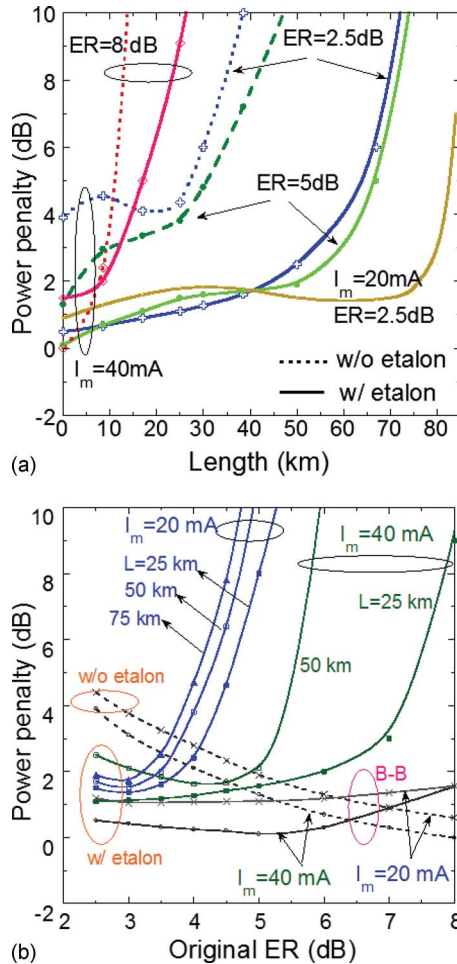 10
8
6
4
2
0
-2
Power penalty (dB)
ER=8 dB
ER=2.5dB
ER=5dB
I_m=20mA
ER=2.5dB
I_m=40mA
w/o etalon
w/ etalon
0 10 20 30 40 50 60 70 80
Length (km)
(a)
10
8
6
4
2
0
-2
Power penalty (dB)
I_m=20 mA
I_m=40 mA
L=25 km
50 km
75 km
L=25 km
50 km
w/o etalon
B-B
w/ etalon
I_m=40 mA
I_m=20 mA
2 3 4 5 6 7 8
Original ER (dB)
(b)